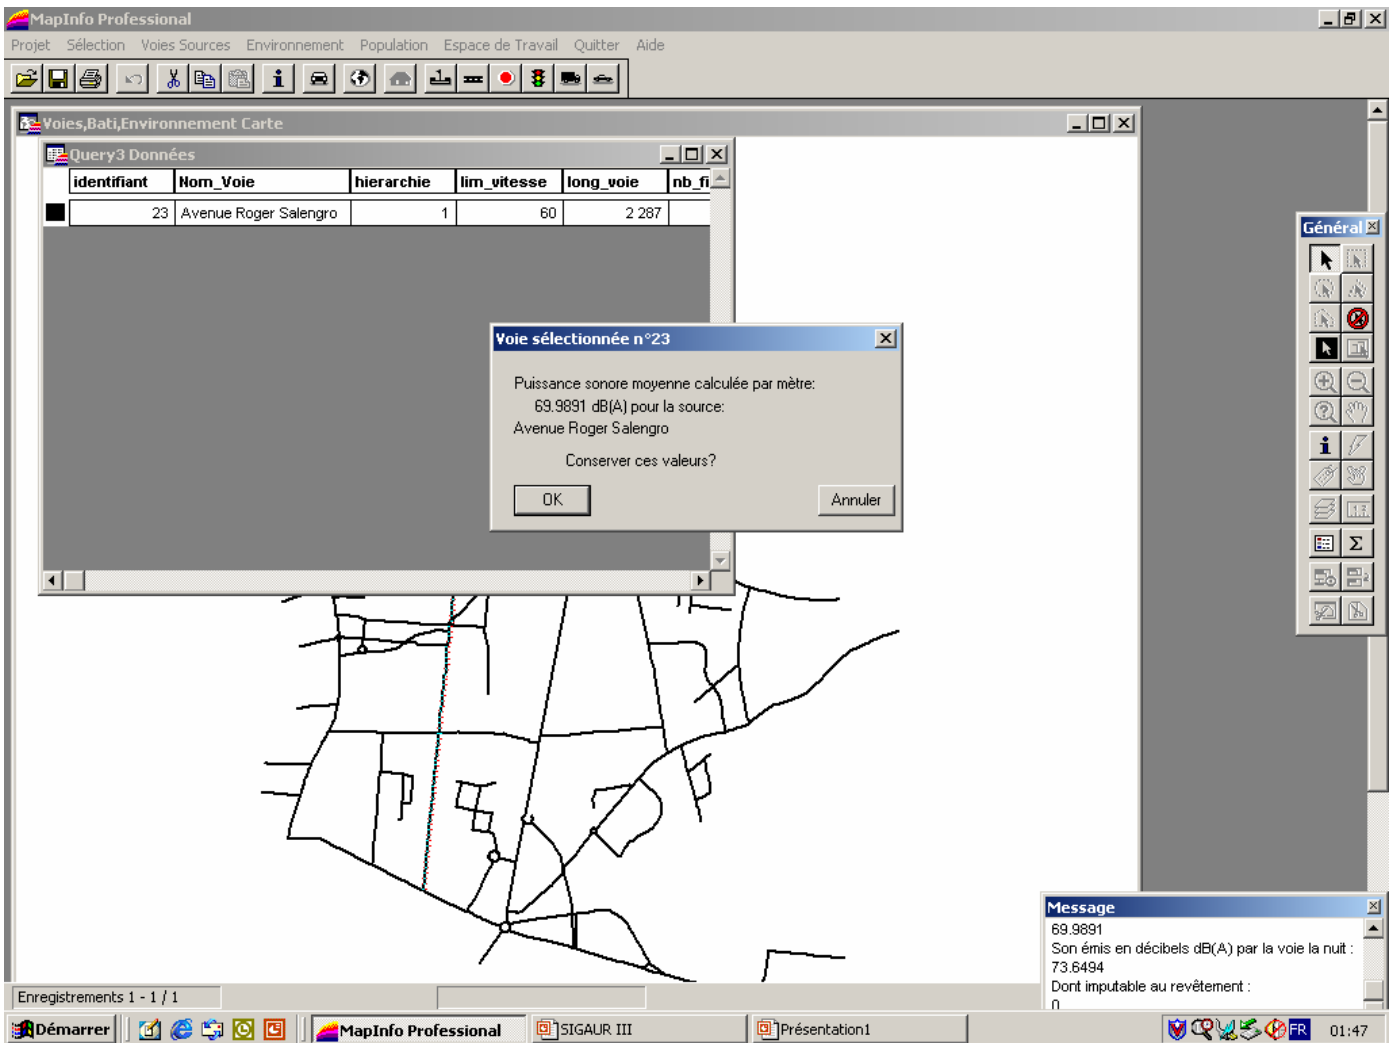 MapInfo Professional
Projet Sélection Voies Sources Environnement Population Espace de Travail Quitter Aide
Voies,Bati,Environnement Carte
Query3 Données
identifiant Nom_Voie hierarchie lim_vitesse long_voie nb_fi
23 Avenue Roger Salengro 1 60 2 287
Général
Voie sélectionnée n°23
Puissance sonore moyenne calculée par mètre:
69.9891 dB(A) pour la source:
Avenue Roger Salengro
Conserver ces valeurs?
OK Annuler
Message
69.9891
Son émis en décibels dB(A) par la voie la nuit :
73.6494
Dont imputable au revêtement :
0
Enregistrements 1 - 1 / 1
Démarrer MapInfo Professional SIGAUR III Présentation1 FR 01:47